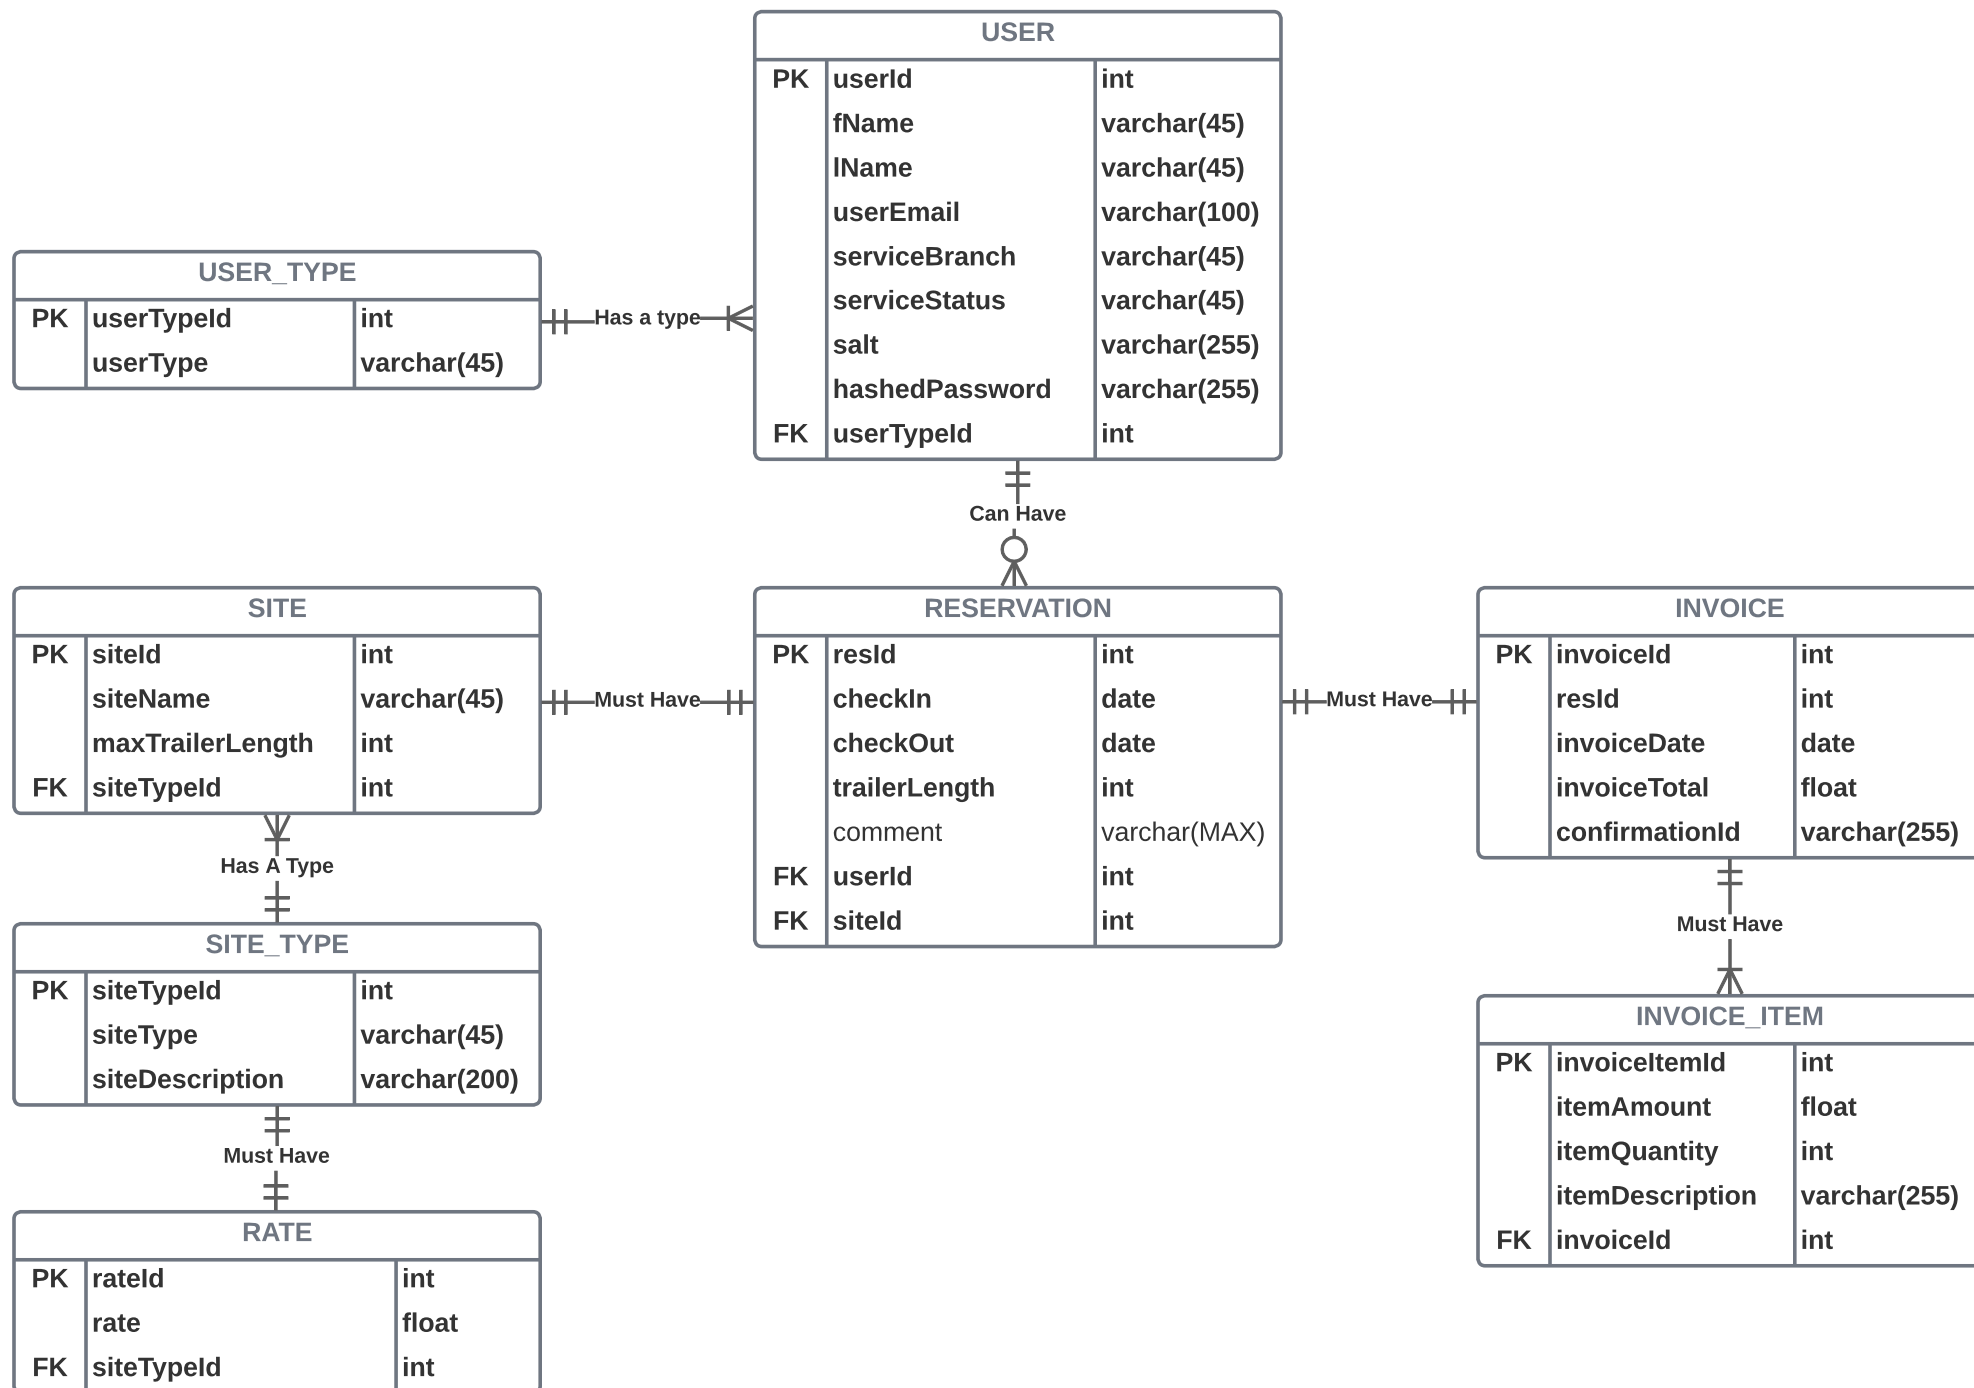 USER
PK userId int
fName varchar(45)
lName varchar(45)
userEmail varchar(100)
serviceBranch varchar(45)
serviceStatus varchar(45)
salt varchar(255)
hashedPassword varchar(255)
FK userTypeId int
USER_TYPE
PK userTypeId int
userType varchar(45)
Has a type
Can Have
SITE
PK siteId int
siteName varchar(45)
maxTrailerLength int
FK siteTypeId int
Must Have
RESERVATION
PK resId int
checkIn date
checkOut date
trailerLength int
comment varchar(MAX)
FK userId int
FK siteId int
Must Have
INVOICE
PK invoiceId int
resId int
invoiceDate date
invoiceTotal float
confirmationId varchar(255)
Has A Type
Must Have
SITE_TYPE
PK siteTypeId int
siteType varchar(45)
siteDescription varchar(200)
INVOICE_ITEM
PK invoiceItemId int
itemAmount float
itemQuantity int
itemDescription varchar(255)
FK invoiceId int
Must Have
RATE
PK rateId int
rate float
FK siteTypeId int